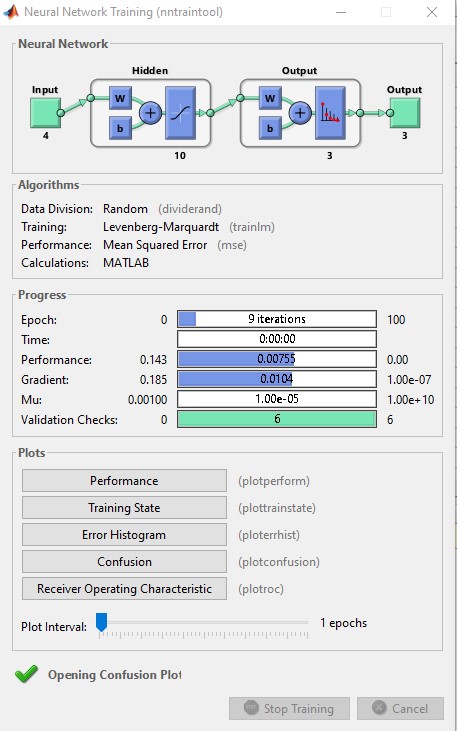 Neural Network Training (nntraintool)
Neural Network
Hidden Output
Input Output
W W
b b
4 10 3 3
Algorithms
Data Division: Random (dividerand)
Training: Levenberg-Marquardt (trainlm)
Performance: Mean Squared Error (mse)
Calculations: MATLAB
Progress
Epoch: 0 9 iterations 100
Time: 0:00:00
Performance: 0.143 0.00755 0.00
Gradient: 0.185 0.0104 1.00e-07
Mu: 0.00100 1.00e-05 1.00e+10
Validation Checks: 0 6 6
Plots
Performance (plotperform)
Training State (plottrainstate)
Error Histogram (ploterrhist)
Confusion (plotconfusion)
Receiver Operating Characteristic (plotroc)
Plot Interval: 1 epochs
Opening Confusion Plot
Stop Training Cancel